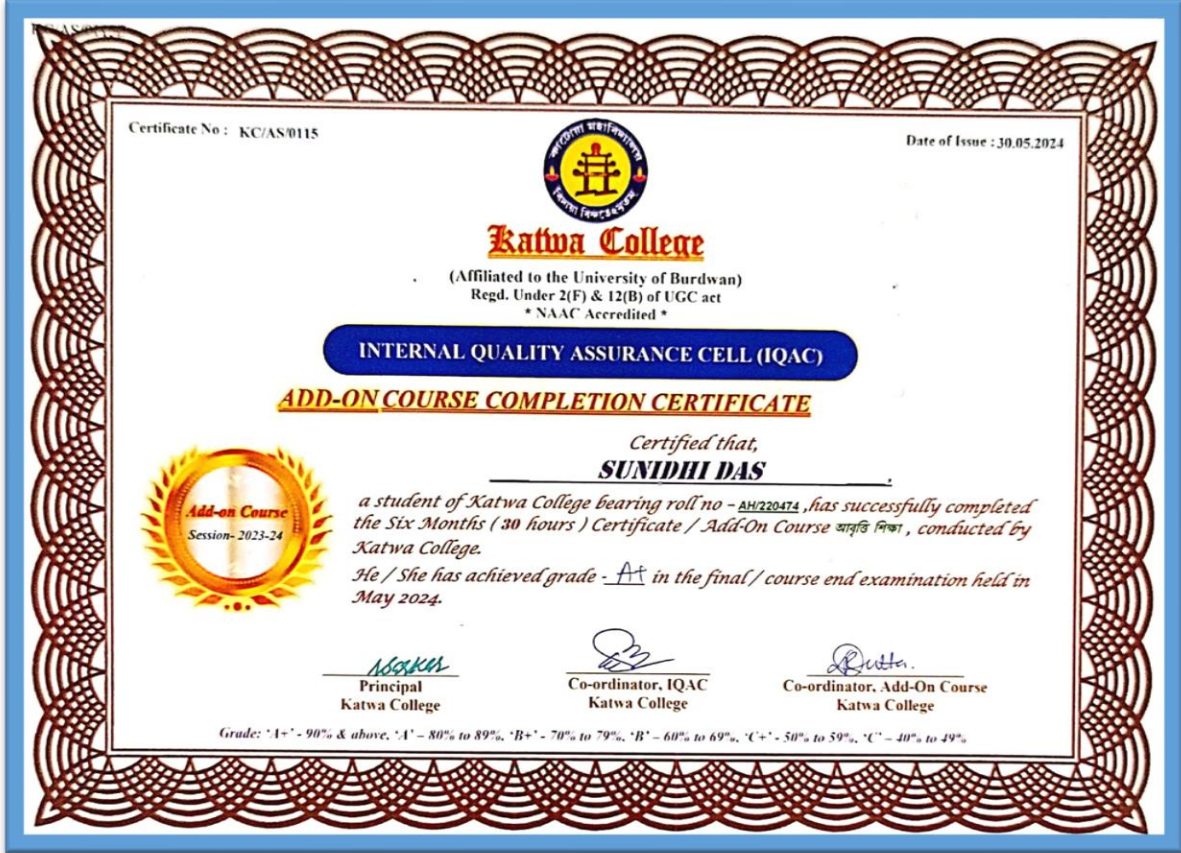 Certificate No : KC/AS/0115
Date of Issue : 30.05.2024
কাটোয়া মহাবিদ্যালয়
Katwa College
(Affiliated to the University of Burdwan)
Regd. Under 2(F) & 12(B) of UGC act
* NAAC Accredited *
INTERNAL QUALITY ASSURANCE CELL (IQAC)
ADD-ON COURSE COMPLETION CERTIFICATE
Certified that,
SUNIDHI DAS ,
a student of Katwa College bearing roll no – AH/220474 ,has successfully completed
the Six Months ( 30 hours ) Certificate / Add-On Course আবৃত্তি শিক্ষা , conducted by
Katwa College.
He / She has achieved grade - A+ in the final / course end examination held in
May 2024.
Add-on Course
Session- 2023-24
Principal
Katwa College
Co-ordinator, IQAC
Katwa College
Co-ordinator, Add-On Course
Katwa College
Grade: 'A+' - 90% & above, 'A' – 80% to 89%, 'B+' - 70% to 79%, 'B' – 60% to 69%, 'C+' - 50% to 59%, 'C' – 40% to 49%